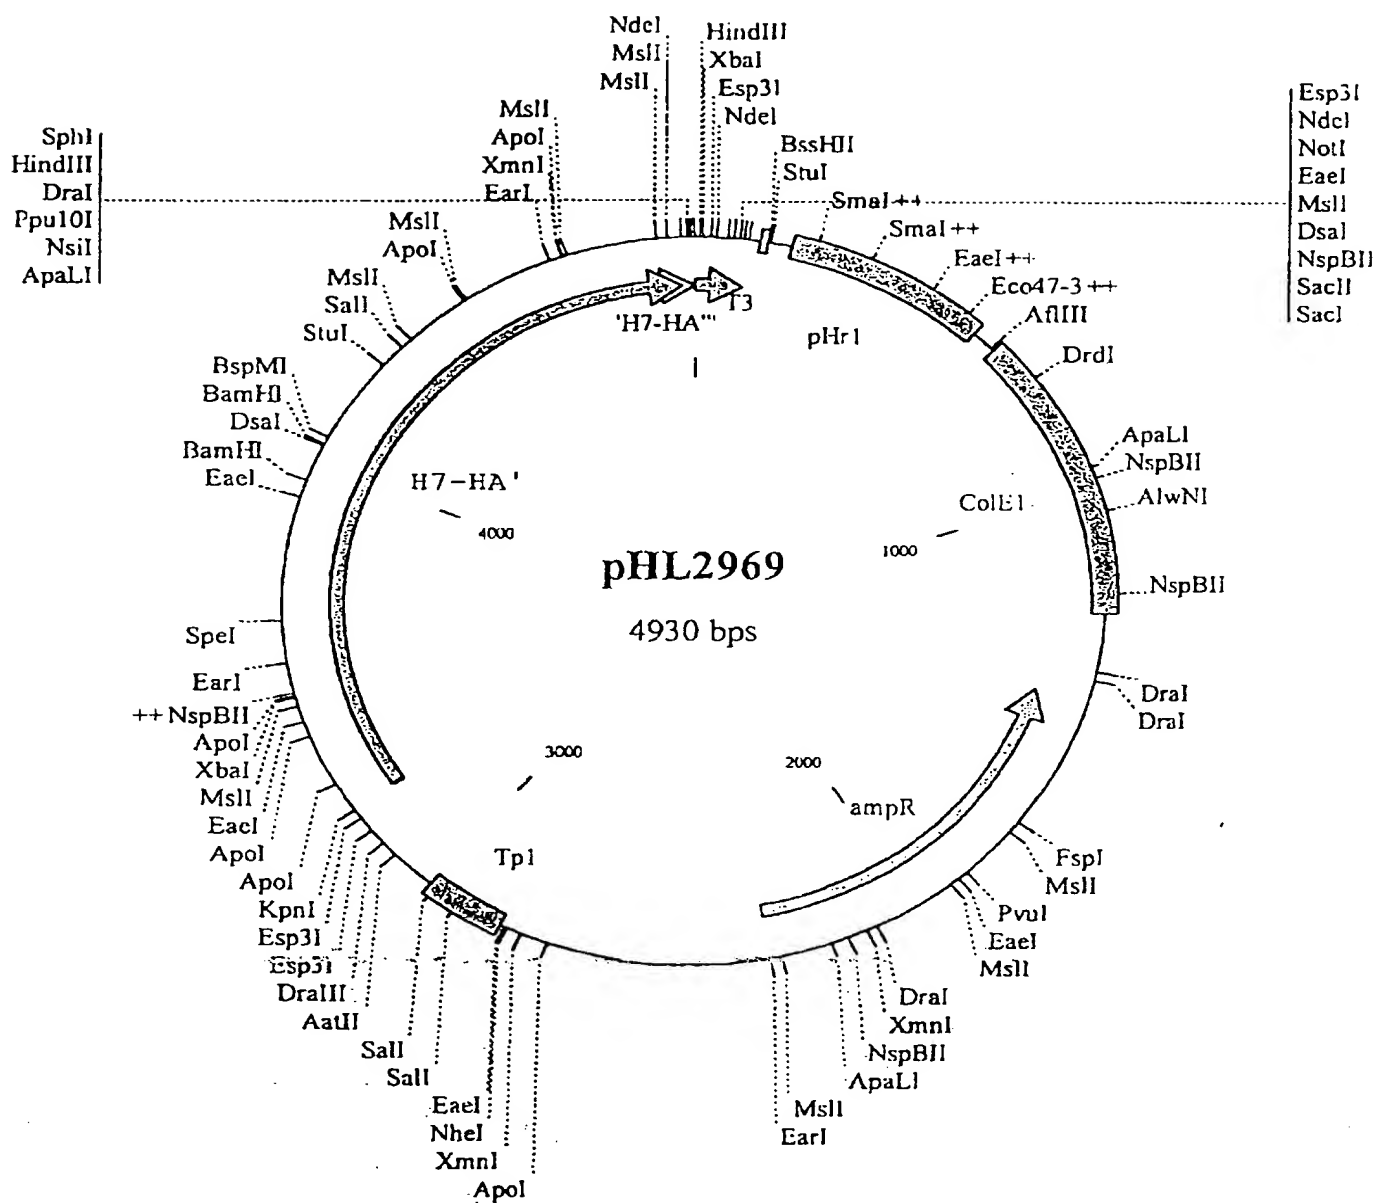 NdeI
MslI
MslI
HindIII
XbaI
Esp3I
NdeI
MslI
ApoI
XmnI
EarI
BssHII
StuI
SphI
HindIII
DraI
Ppu10I
NsiI
ApaLI
Esp3I
NdeI
NotI
EaeI
MslI
DsaI
NspBII
SacII
SacI
MslI
ApoI
MslI
SalI
StuI
BspMI
BamHI
DsaI
BamHI
EaeI
SmaI++
SmaI++
EaeI++
Eco47-3++
AflIII
DrdI
ApaLI
NspBII
AlwNI
NspBII
'H7-HA'''
T3
pHr1
I
H7-HA'
4000
ColE1
1000
pHL2969
4930 bps
SpeI
EarI
++ NspBII
ApoI
XbaI
MslI
EaeI
ApoI
ApoI
KpnI
Esp3I
Esp3I
DraIII
AatII
SalI
SalI
EaeI
NheI
XmnI
ApoI
3000
2000
ampR
Tp1
DraI
DraI
FspI
MslI
PvuI
EaeI
MslI
DraI
XmnI
NspBII
ApaLI
MslI
EarI